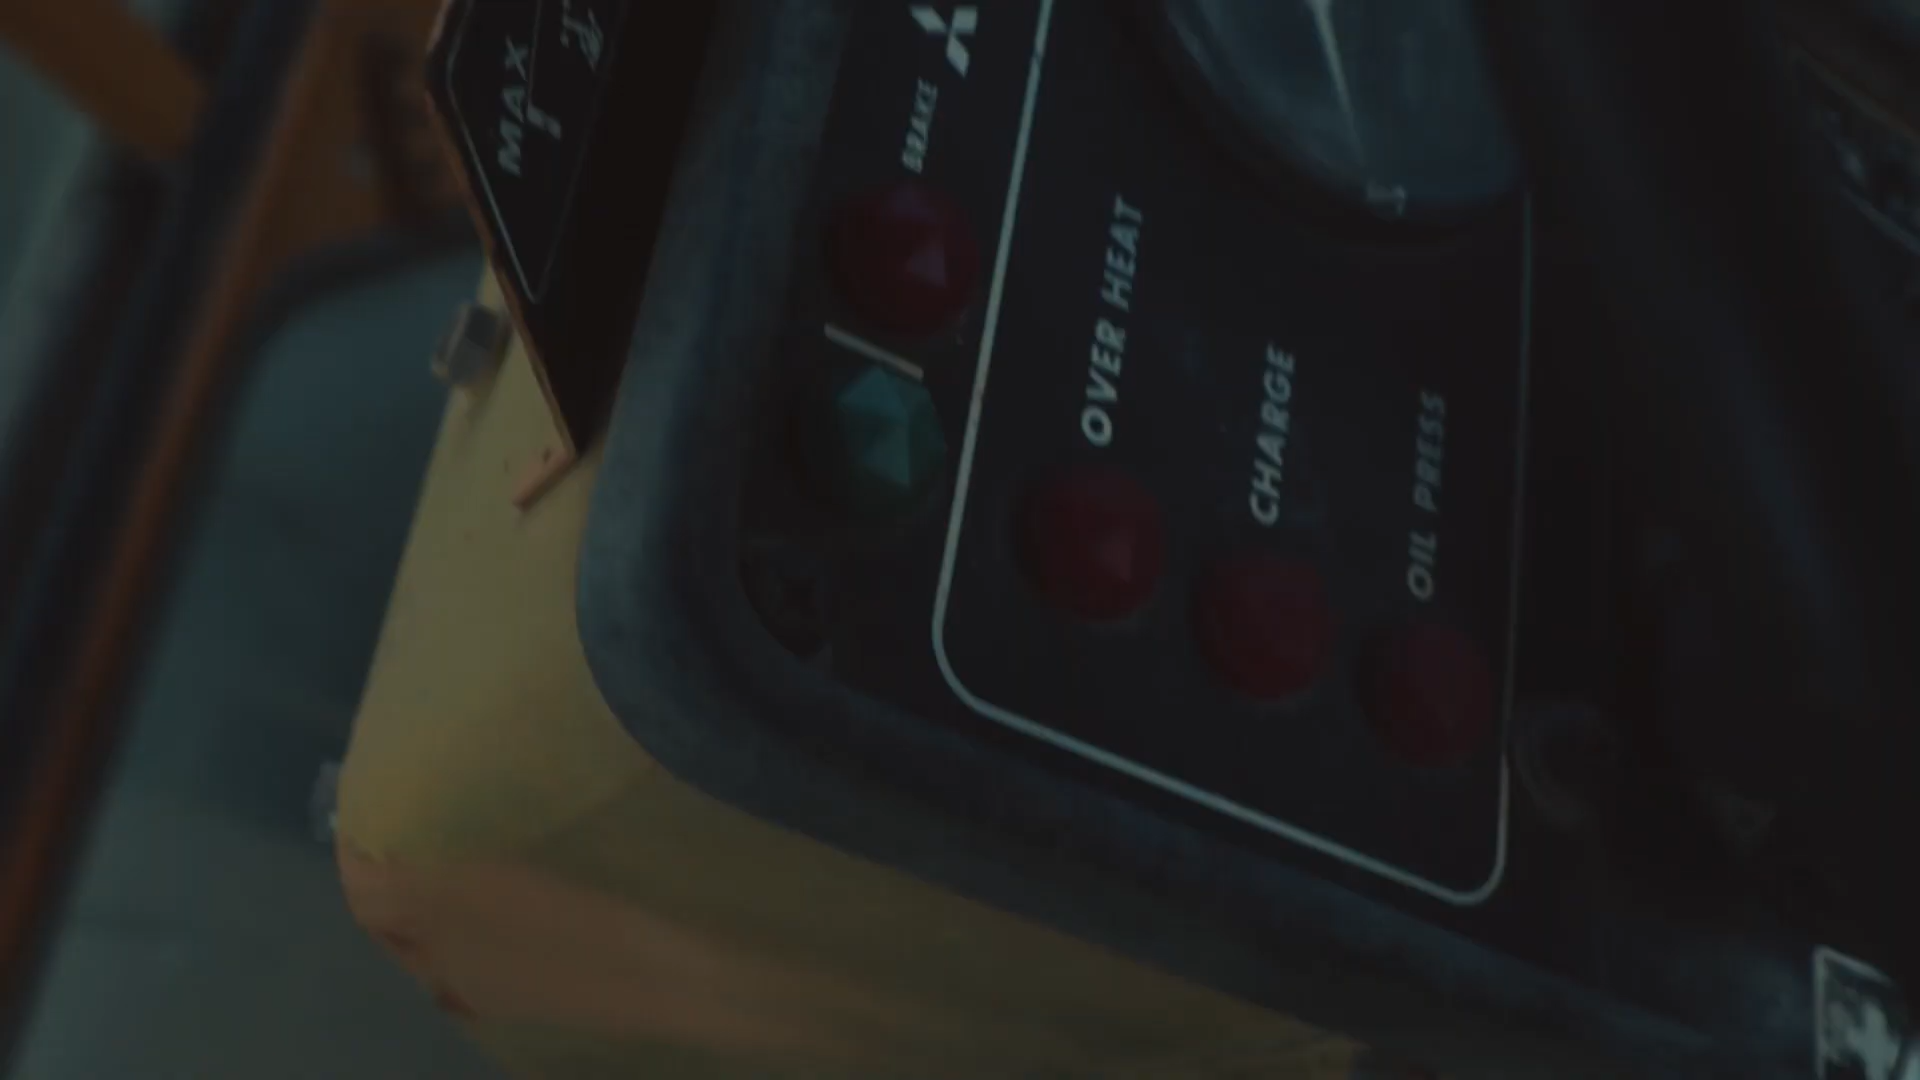 MAX
BRAKE
OVER HEAT
CHARGE
OIL PRESS